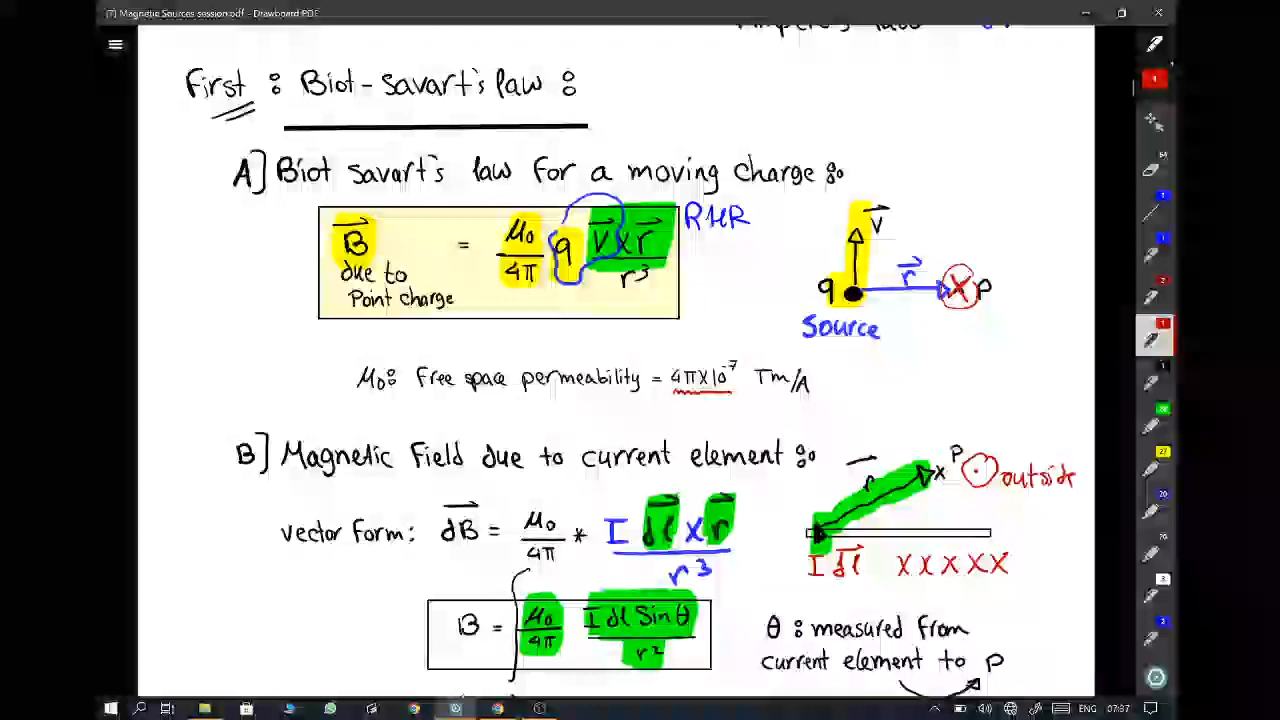 Magnetic Sources session.pdf - Drawboard PDF
First : Biot-savart's law :
A] Biot savart's law for a moving charge :
B = μ₀/4π q v x r / r³ RHR
due to
Point charge
v
r
q X P
Source
μ₀: Free space permeability = 4πx10⁻⁷ Tm/A
B] Magnetic Field due to current element :
r x P outside
vector form: dB = μ₀/4π * I dl x r / r³
I dl X X X X X
B = ∫ μ₀/4π I dl Sin θ / r²
θ : measured from
current element to P
ENG 07:37